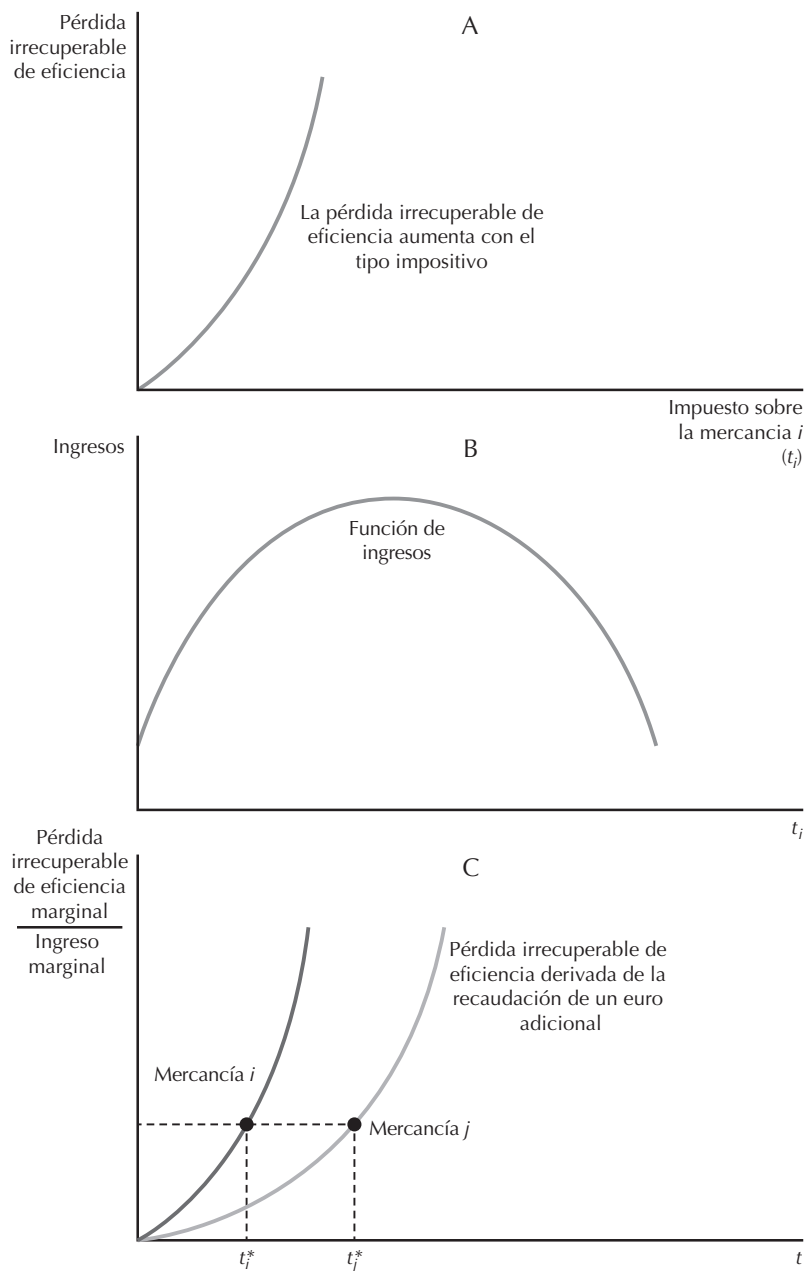 Pérdida
irrecuperable
de eficiencia
A
La pérdida irrecuperable de
eficiencia aumenta con el
tipo impositivo
Impuesto sobre
la mercancia i
(ti)
Ingresos
B
Función de
ingresos
ti
Pérdida
irrecuperable
de eficiencia
marginal
Ingreso
marginal
C
Pérdida irrecuperable de
eficiencia derivada de la
recaudación de un euro
adicional
Mercancía i
Mercancía j
ti*
tj*
t